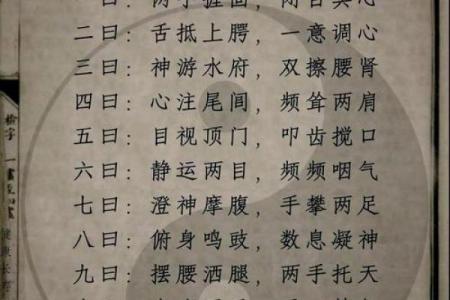 二曰：舌抵上腭，一意调心
三曰：神游水府，双擦腰肾
四曰：心注尾闾，频耸两肩
五曰：目视顶门，叩齿搅口
六曰：静运两目，频频咽气
七曰：澄神摩腹，手攀两足
八曰：俯身鸣鼓，数息凝神
九曰：摆腰洒腿，两手托天